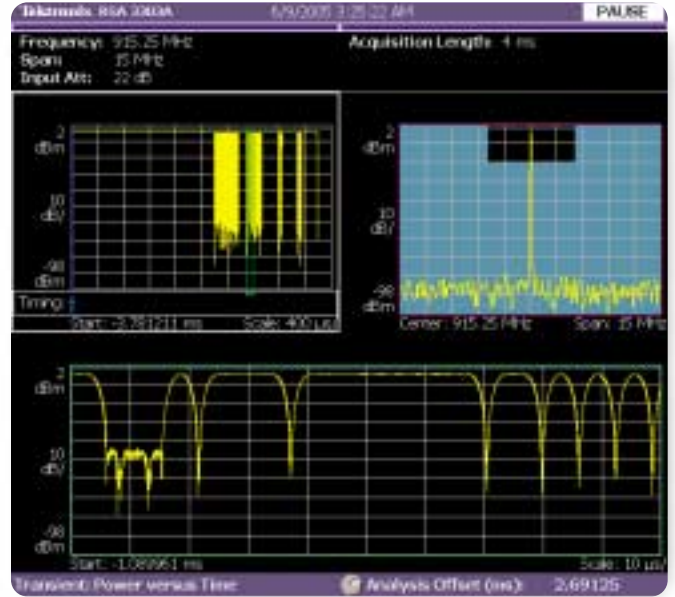 Tektronix RSA 3303A 6/9/2005 3:25:22 AM PAUSE
Frequency: 915.25 MHz Acquisition Length: 4 ms
Span: 15 MHz
Input Att: 22 dB
2
dBm
10
dB/
-98
dBm
Timing
Start: -3.781211 ms Scale: 400 µs/
2
dBm
10
dB/
-98
dBm
Center: 915.25 MHz Span: 15 MHz
2
dBm
10
dB/
-98
dBm
Start: -1.089961 ms Scale: 10 µs/
Transient: Power versus Time Analysis Offset (ms): 2.69125